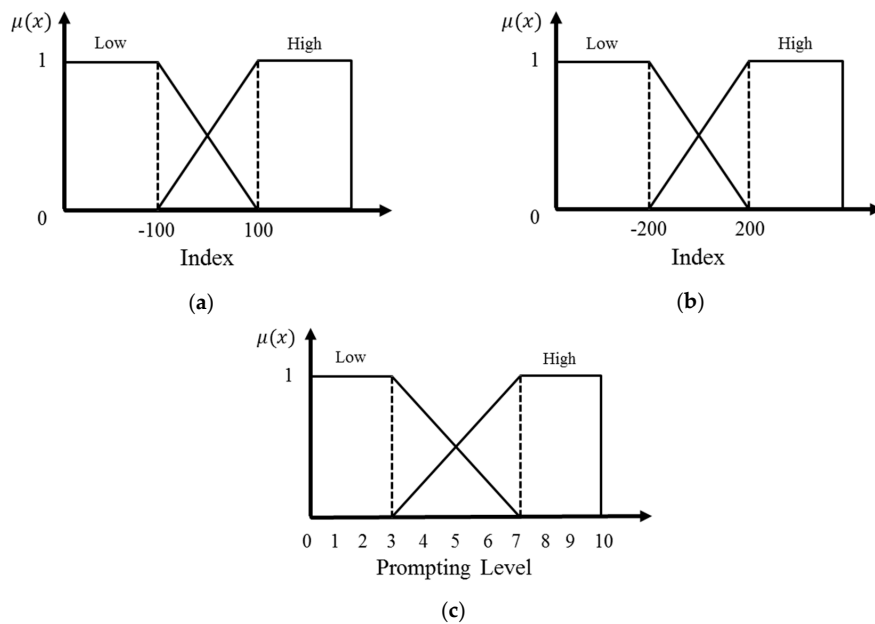 μ(x)
Low High
1
0
-100 100
Index
(a)
μ(x)
Low High
1
0
-200 200
Index
(b)
μ(x)
Low High
1
0 1 2 3 4 5 6 7 8 9 10
Prompting Level
(c)